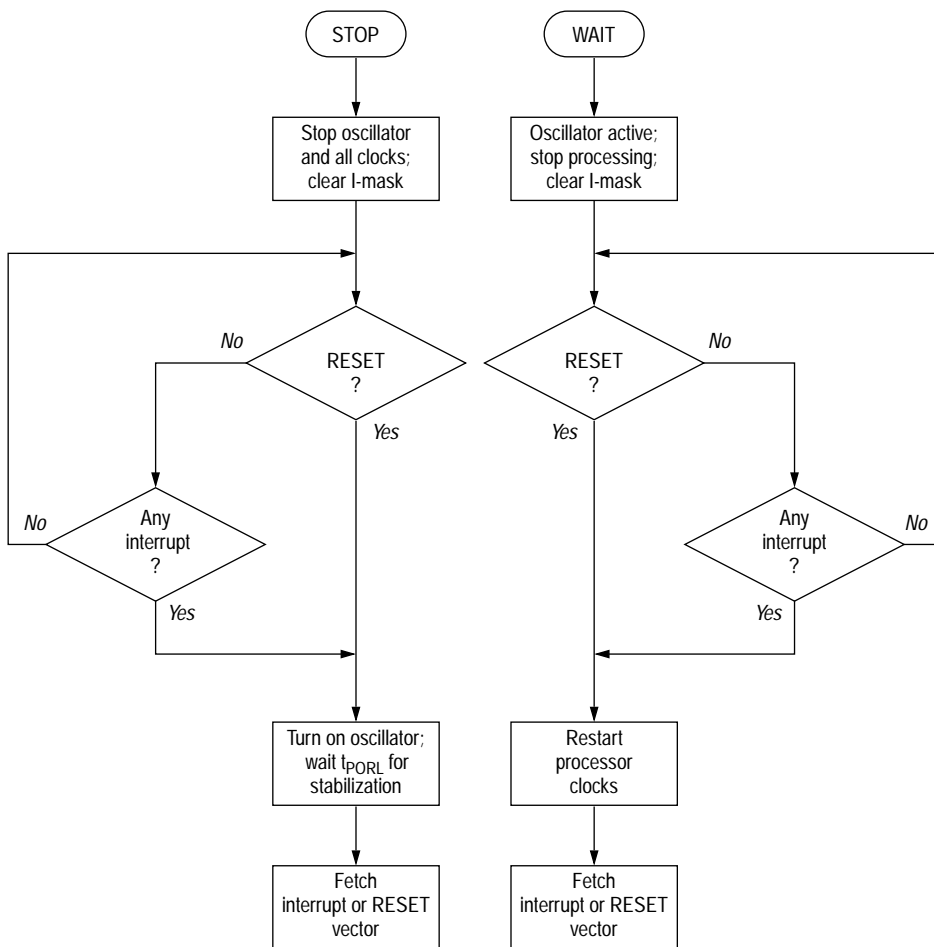 STOP
WAIT
Stop oscillator
and all clocks;
clear I-mask
Oscillator active;
stop processing;
clear I-mask
No
RESET
?
Yes
RESET
?
No
Yes
No
Any
interrupt
?
Yes
Any
interrupt
?
No
Yes
Turn on oscillator;
wait tPORL for
stabilization
Restart
processor
clocks
Fetch
interrupt or RESET
vector
Fetch
interrupt or RESET
vector